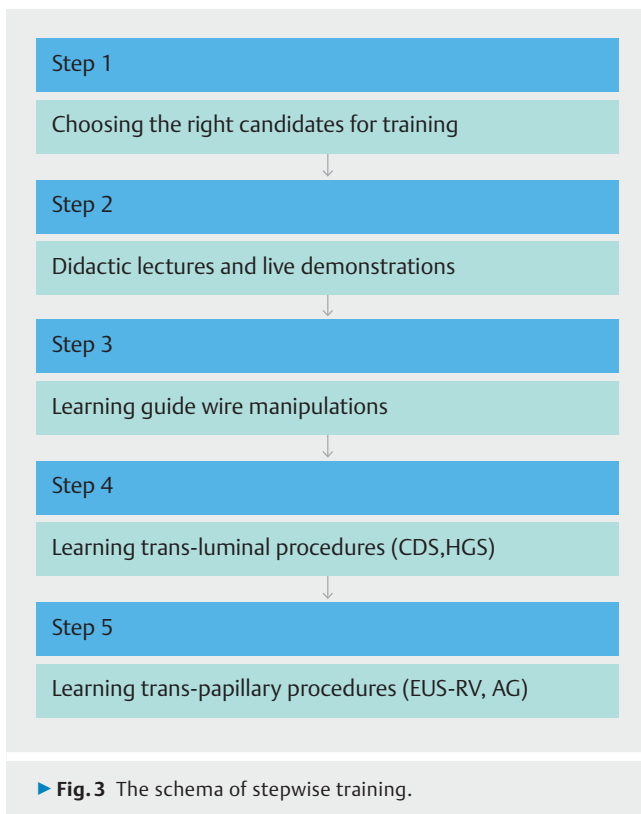 Step 1
Choosing the right candidates for training
Step 2
Didactic lectures and live demonstrations
Step 3
Learning guide wire manipulations
Step 4
Learning trans-luminal procedures (CDS,HGS)
Step 5
Learning trans-papillary procedures (EUS-RV, AG)
▶ Fig. 3 The schema of stepwise training.